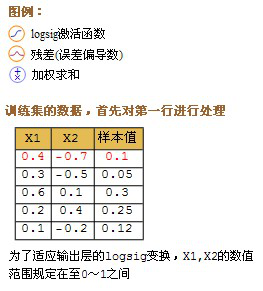 图例：
logsig激活函数
残差(误差偏导数)
加权求和
训练集的数据，首先对第一行进行处理
X1 X2 样本值
0.4 -0.7 0.1
0.3 -0.5 0.05
0.6 0.1 0.3
0.2 0.4 0.25
0.1 -0.2 0.12
为了适应输出层的logsig变换，X1,X2的数值
范围规定在至0～1之间